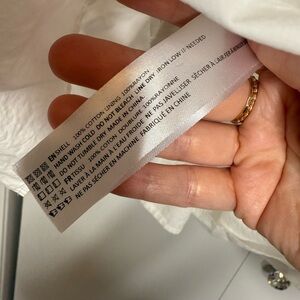 EN SHELL 100% COTTON LINING 100%RAYON
HAND WASH COLD DO NOT BLEACH LINE DRY IRON LOW IF NEEDED
DO NOT TUMBLE DRY MADE IN CHINA
FR TISSU 100% COTON DOUBLURE 100%RAYONNE
LAVER À LA MAIN À L'EAU FROIDE NE PAS JAVELLISER SÉCHER À L'AIR
NE PAS SÉCHER EN MACHINE FABRIQUÉ EN CHINE